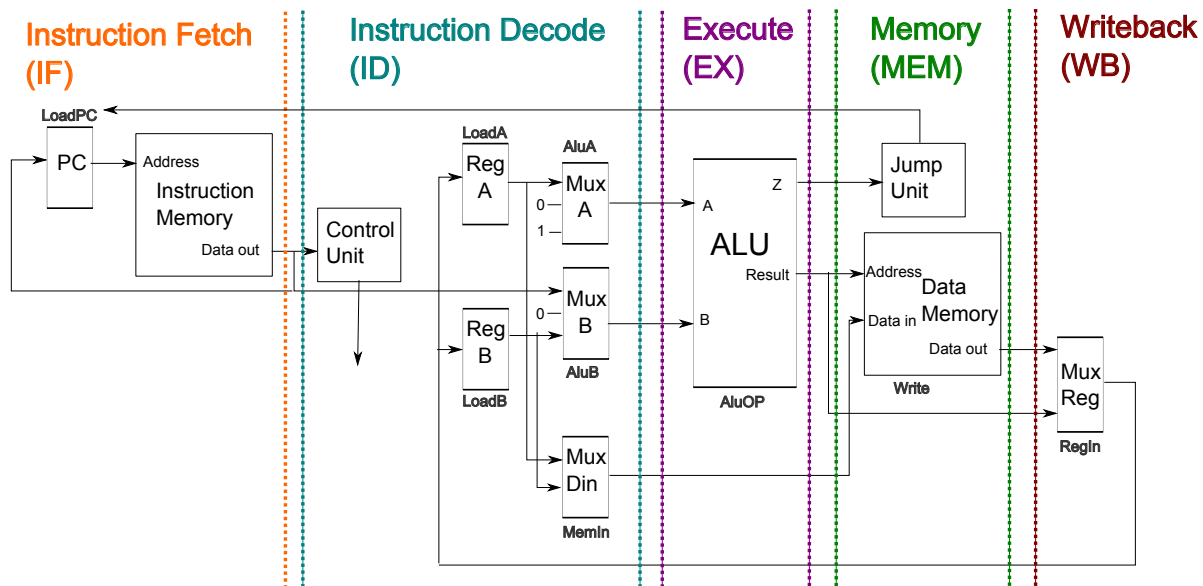 Instruction Fetch
(IF)
Instruction Decode
(ID)
Execute
(EX)
Memory
(MEM)
Writeback
(WB)
LoadPC
PC
Address
Instruction
Memory
Data out
Control
Unit
LoadA
Reg
A
AluA
Mux
A
0
1
Mux
B
0
AluB
Reg
B
LoadB
Mux
Din
MemIn
A
Z
ALU
Result
B
AluOP
Jump
Unit
Address
Data
Memory
Data in
Data out
Write
Mux
Reg
RegIn